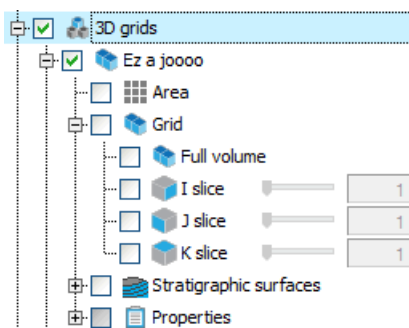 3D grids
Ez a joooo
Area
Grid
Full volume
I slice 1
J slice 1
K slice 1
Stratigraphic surfaces
Properties